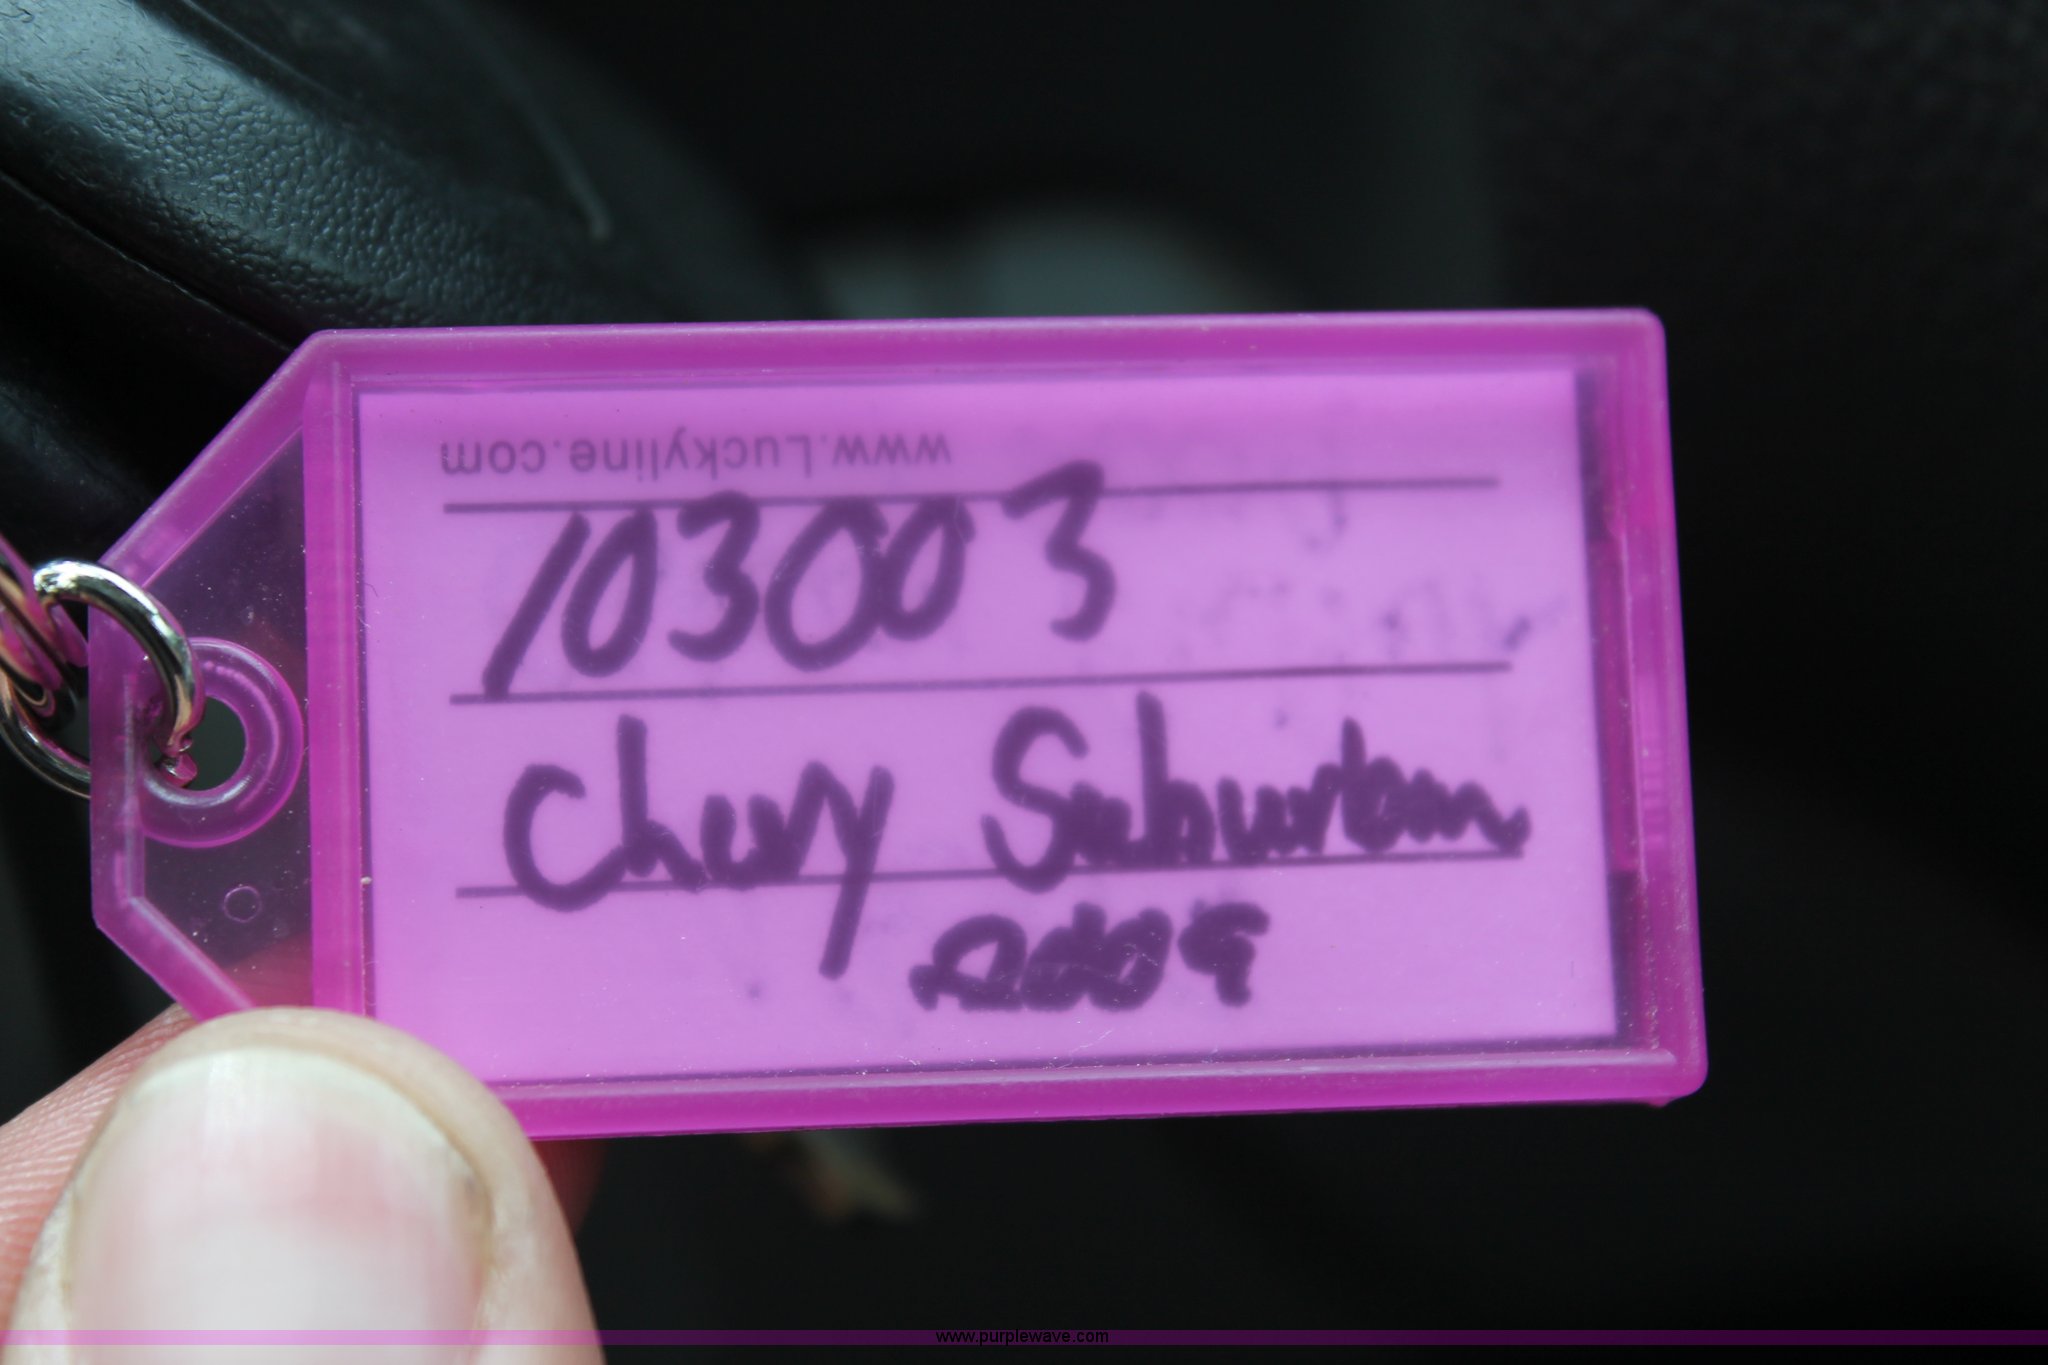 www.Luckyline.com
103003
Chevy Suburban
2009
www.purplewave.com